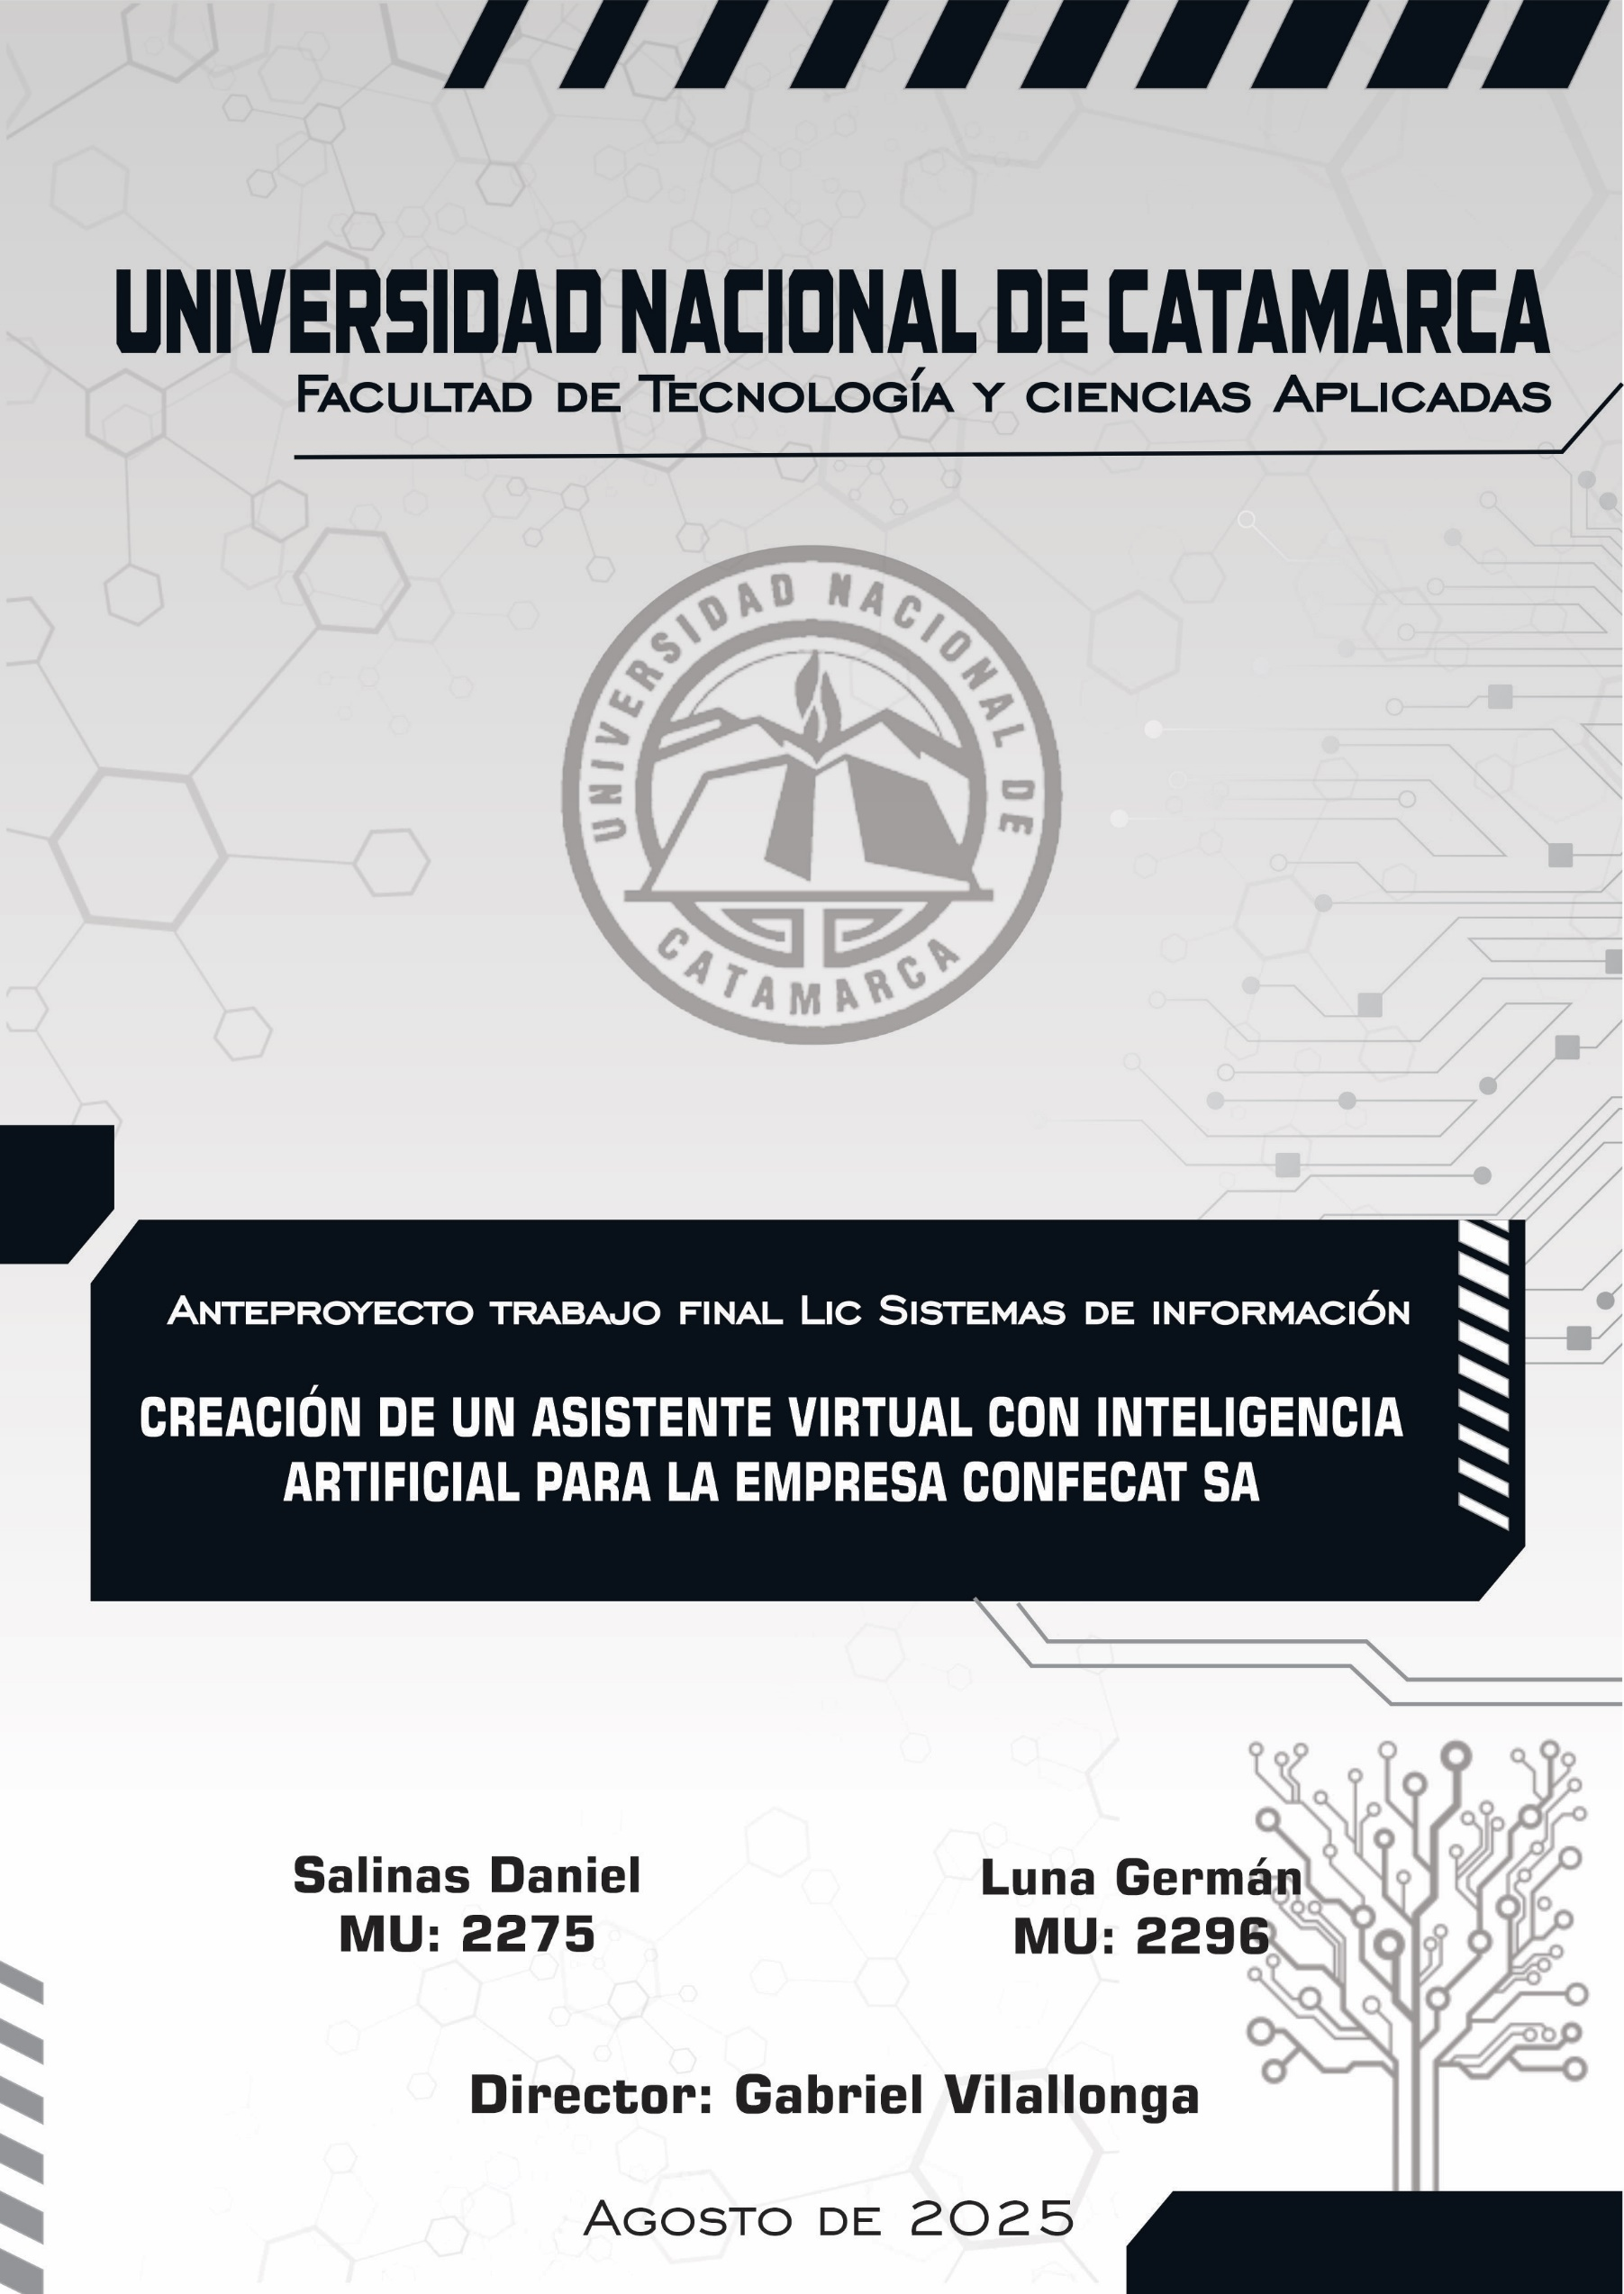 UNIVERSIDAD NACIONAL DE CATAMARCA
FACULTAD DE TECNOLOGÍA Y CIENCIAS APLICADAS
UNIVERSIDAD NACIONAL DE
CATAMARCA
ANTEPROYECTO TRABAJO FINAL LIC SISTEMAS DE INFORMACIÓN
CREACIÓN DE UN ASISTENTE VIRTUAL CON INTELIGENCIA
ARTIFICIAL PARA LA EMPRESA CONFECAT SA
Salinas Daniel
MU: 2275
Luna Germán
MU: 2296
Director: Gabriel Vilallonga
AGOSTO DE 2025